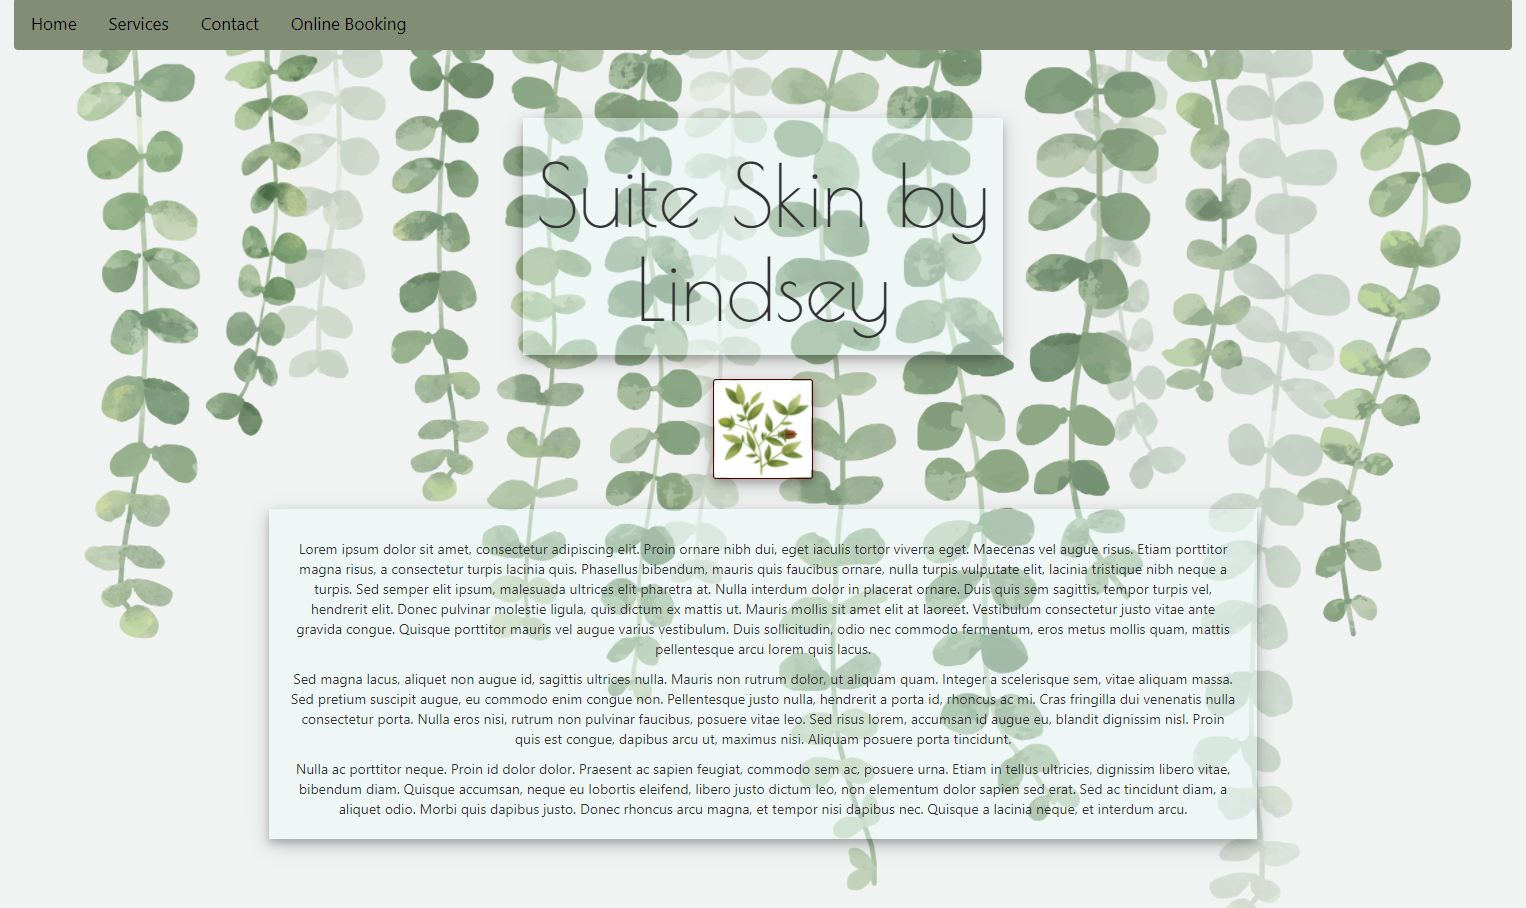 Home Services Contact Online Booking
Suite Skin by
Lindsey
Lorem ipsum dolor sit amet, consectetur adipiscing elit. Proin ornare nibh dui, eget iaculis tortor viverra eget. Maecenas vel augue risus. Etiam porttitor
magna risus, a consectetur turpis lacinia quis. Phasellus bibendum, mauris quis faucibus ornare, nulla turpis vulputate elit, lacinia tristique nibh neque a
turpis. Sed semper elit ipsum, malesuada ultrices elit pharetra at. Nulla interdum dolor in placerat ornare. Duis quis sem sagittis, tempor turpis vel,
hendrerit elit. Donec pulvinar molestie ligula, quis dictum ex mattis ut. Mauris mollis sit amet elit at laoreet. Vestibulum consectetur justo vitae ante
gravida congue. Quisque porttitor mauris vel augue varius vestibulum. Duis sollicitudin, odio nec commodo fermentum, eros metus mollis quam, mattis
pellentesque arcu lorem quis lacus.
Sed magna lacus, aliquet non augue id, sagittis ultrices nulla. Mauris non rutrum dolor, ut aliquam quam. Integer a scelerisque sem, vitae aliquam massa.
Sed pretium suscipit augue, eu commodo enim congue non. Pellentesque justo nulla, hendrerit a porta id, rhoncus ac mi. Cras fringilla dui venenatis nulla
consectetur porta. Nulla eros nisi, rutrum non pulvinar faucibus, posuere vitae leo. Sed risus lorem, accumsan id augue eu, blandit dignissim nisl. Proin
quis est congue, dapibus arcu ut, maximus nisi. Aliquam posuere porta tincidunt.
Nulla ac porttitor neque. Proin id dolor dolor. Praesent ac sapien feugiat, commodo sem ac, posuere urna. Etiam in tellus ultricies, dignissim libero vitae,
bibendum diam. Quisque accumsan, neque eu lobortis eleifend, libero justo dictum leo, non elementum dolor sapien sed erat. Sed ac tincidunt diam, a
aliquet odio. Morbi quis dapibus justo. Donec rhoncus arcu magna, et tempor nisi dapibus nec. Quisque a lacinia neque, et interdum arcu.